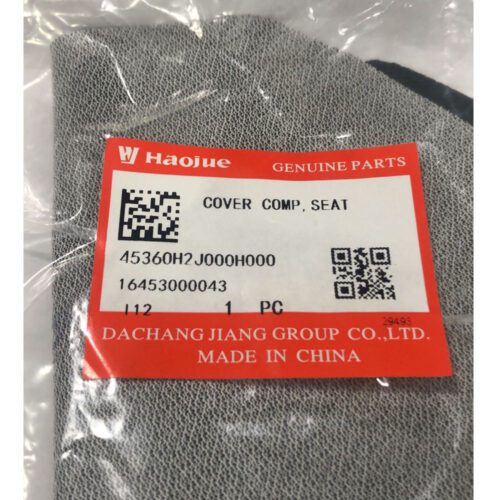 Haojue
GENUINE PARTS
COVER COMP,SEAT
45360H2J000H000
16453000043
I12 1 PC
29493
DACHANG JIANG GROUP CO.,LTD.
MADE IN CHINA